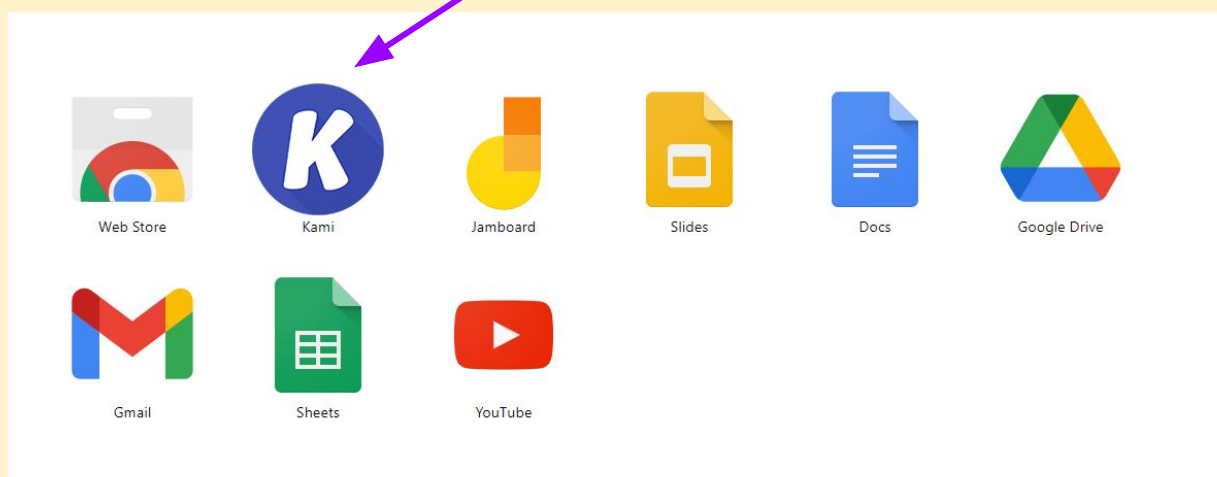 K
Web Store
Kami
Jamboard
Slides
Docs
Google Drive
Gmail
Sheets
YouTube